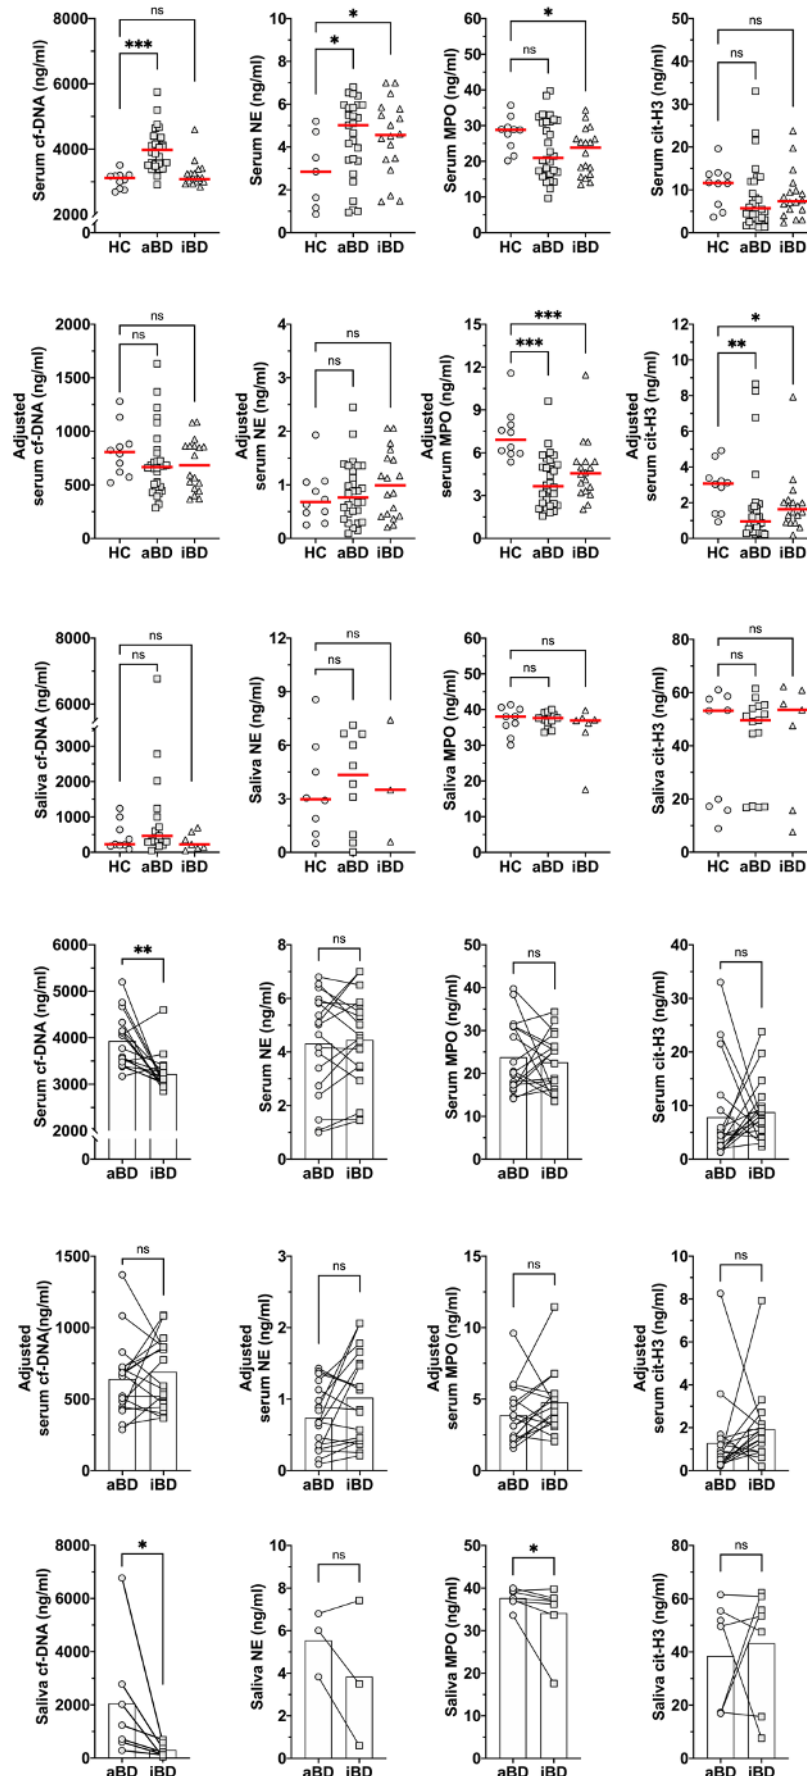 Serum cf-DNA (ng/ml)
8000
6000
4000
2000
0
***
ns
HC aBD iBD
Serum NE (ng/ml)
10
8
6
4
2
0
*
*
HC aBD iBD
Serum MPO (ng/ml)
60
50
40
30
20
10
0
ns
*
HC aBD iBD
Serum cit-H3 (ng/ml)
50
40
30
20
10
0
ns
ns
HC aBD iBD
Adjusted
serum cf-DNA (ng/ml)
2000
1500
1000
500
0
ns
ns
HC aBD iBD
Adjusted
serum NE (ng/ml)
4
3
2
1
0
ns
ns
HC aBD iBD
Adjusted
serum MPO (ng/ml)
15
12
9
6
3
0
***
***
HC aBD iBD
Adjusted
serum cit-H3 (ng/ml)
12
10
8
6
4
2
0
**
*
HC aBD iBD
Saliva cf-DNA (ng/ml)
8000
6000
4000
3000
2000
1000
0
ns
ns
HC aBD iBD
Saliva NE (ng/ml)
12
9
6
3
0
ns
ns
HC aBD iBD
Saliva MPO (ng/ml)
60
50
40
30
20
10
0
ns
ns
HC aBD iBD
Saliva cit-H3 (ng/ml)
80
60
40
20
0
ns
ns
HC aBD iBD
Serum cf-DNA (ng/ml)
6000
5000
4000
3000
2000
0
**
aBD iBD
Serum NE (ng/ml)
8
6
4
2
0
ns
aBD iBD
Serum MPO (ng/ml)
50
40
30
20
10
0
ns
aBD iBD
Serum cit-H3 (ng/ml)
40
30
20
10
0
ns
aBD iBD
Adjusted
serum cf-DNA(ng/ml)
1500
1000
500
0
ns
aBD iBD
Adjusted
serum NE (ng/ml)
3
2
1
0
ns
aBD iBD
Adjusted
serum MPO (ng/ml)
15
10
5
0
ns
aBD iBD
Adjusted
serum cit-H3 (ng/ml)
10
8
6
4
2
0
ns
aBD iBD
Saliva cf-DNA (ng/ml)
8000
6000
4000
2000
0
*
aBD iBD
Saliva NE (ng/ml)
10
8
6
4
2
0
ns
aBD iBD
Saliva MPO (ng/ml)
50
40
30
20
10
0
*
aBD iBD
Saliva cit-H3 (ng/ml)
80
60
40
20
0
ns
aBD iBD